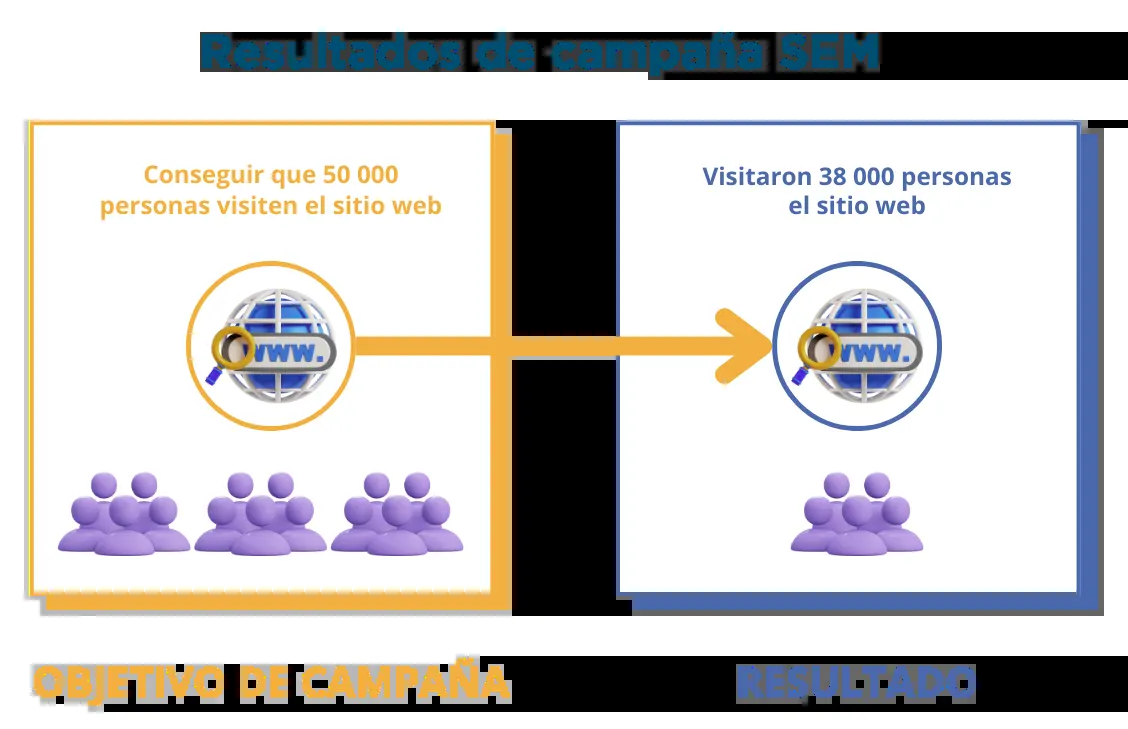 Resultados de campaña SEM
Conseguir que 50 000
personas visiten el sitio web
Visitaron 38 000 personas
el sitio web
www.
www.
OBJETIVO DE CAMPAÑA
RESULTADO